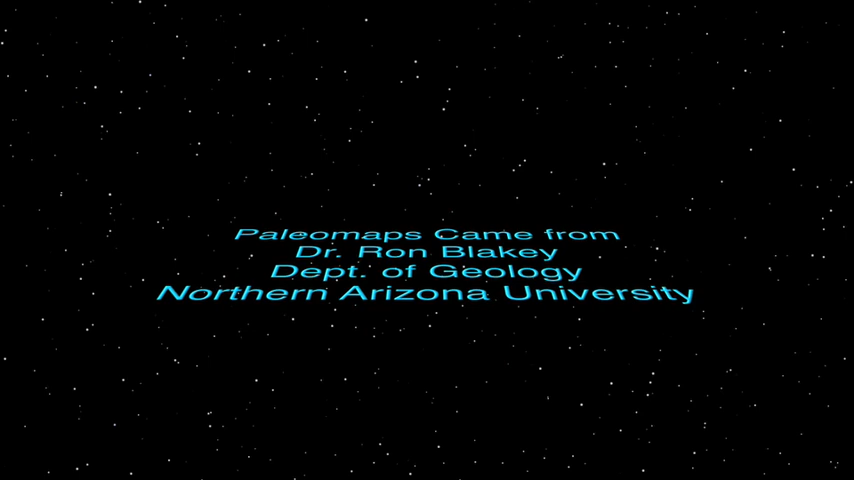 Paleomaps Came from
Dr. Ron Blakey
Dept. of Geology
Northern Arizona University